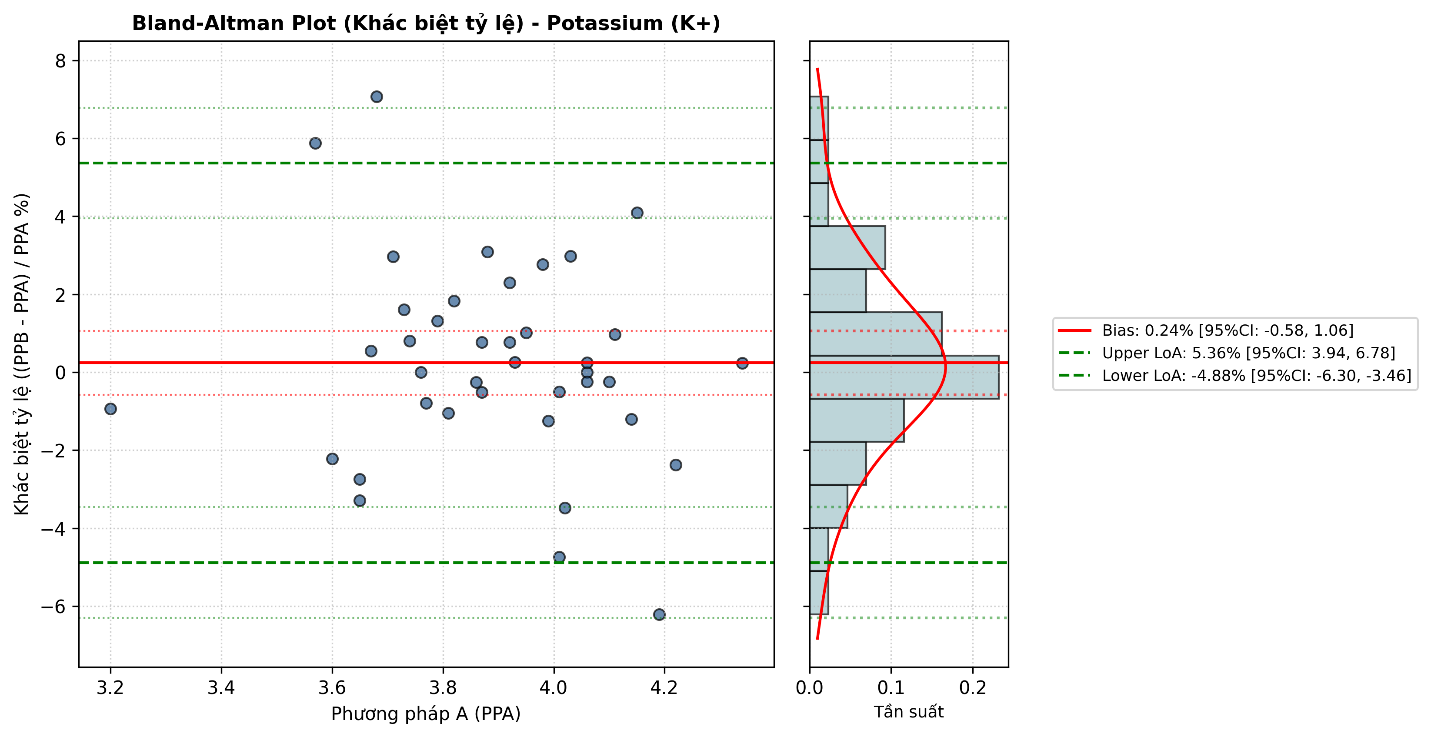 Bland-Altman Plot (Khác biệt tỷ lệ) - Potassium (K+)
Khác biệt tỷ lệ ((PPB - PPA) / PPA %)
8
6
4
2
0
−2
−4
−6
3.2 3.4 3.6 3.8 4.0 4.2
Phương pháp A (PPA)
0.0 0.1 0.2
Tần suất
Bias: 0.24% [95%CI: -0.58, 1.06]
Upper LoA: 5.36% [95%CI: 3.94, 6.78]
Lower LoA: -4.88% [95%CI: -6.30, -3.46]